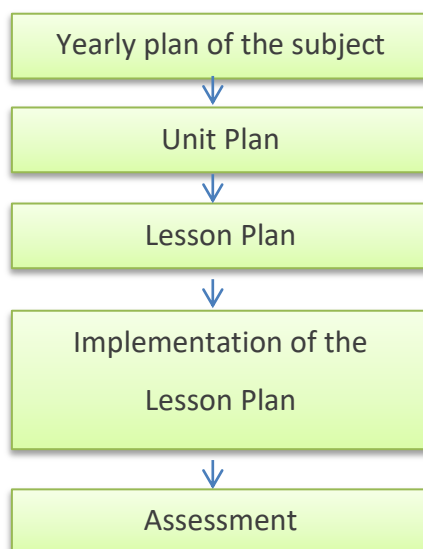 Yearly plan of the subject
Unit Plan
Lesson Plan
Implementation of the
Lesson Plan
Assessment